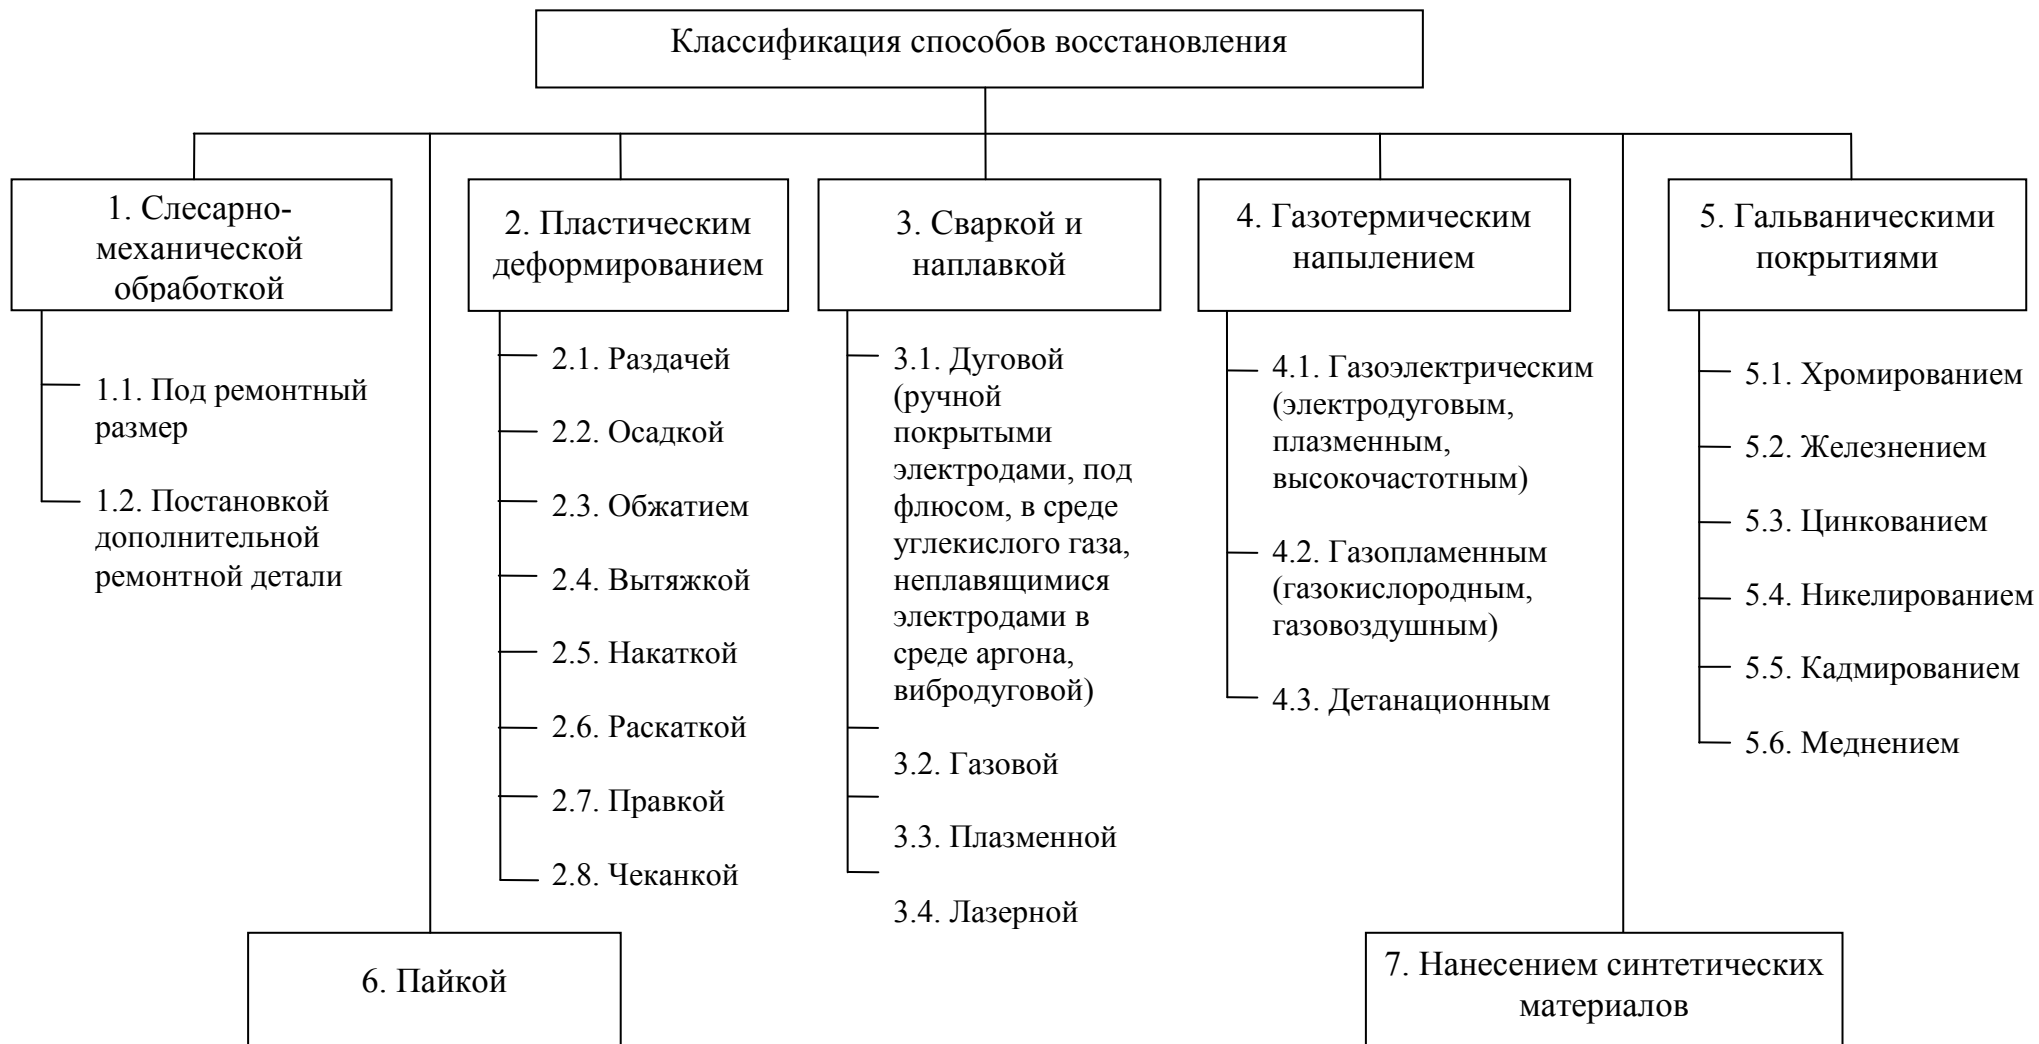 Классификация способов восстановления
1. Слесарно-
механической
обработкой
1.1. Под ремонтный
размер
1.2. Постановкой
дополнительной
ремонтной детали
2. Пластическим
деформированием
2.1. Раздачей
2.2. Осадкой
2.3. Обжатием
2.4. Вытяжкой
2.5. Накаткой
2.6. Раскаткой
2.7. Правкой
2.8. Чеканкой
3. Сваркой и
наплавкой
3.1. Дуговой
(ручной
покрытыми
электродами, под
флюсом, в среде
углекислого газа,
неплавящимися
электродами в
среде аргона,
вибродуговой)
3.2. Газовой
3.3. Плазменной
3.4. Лазерной
4. Газотермическим
напылением
4.1. Газоэлектрическим
(электродуговым,
плазменным,
высокочастотным)
4.2. Газопламенным
(газокислородным,
газовоздушным)
4.3. Детанационным
5. Гальваническими
покрытиями
5.1. Хромированием
5.2. Железнением
5.3. Цинкованием
5.4. Никелированием
5.5. Кадмированием
5.6. Меднением
6. Пайкой
7. Нанесением синтетических
материалов